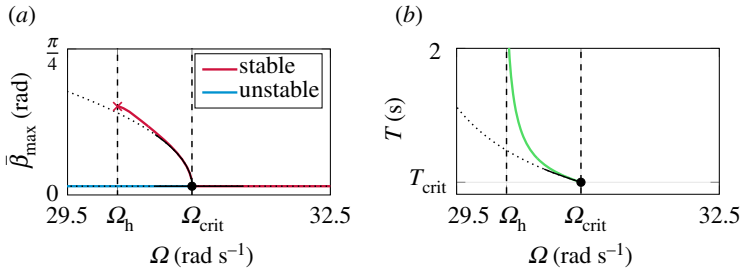 (a)
π/4
β̄max (rad)
0
stable
unstable
29.5 Ωh Ωcrit 32.5
Ω (rad s⁻¹)
(b)
2
T (s)
Tcrit
29.5 Ωh Ωcrit 32.5
Ω (rad s⁻¹)